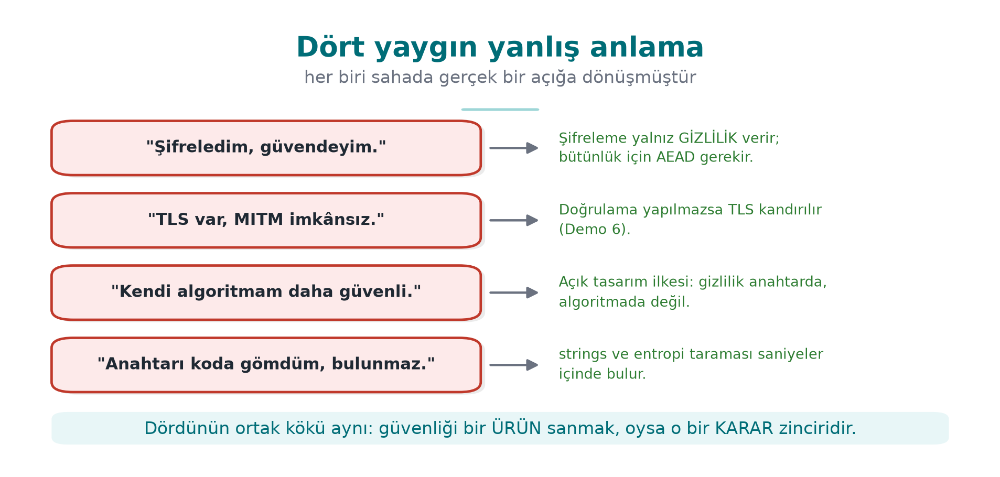 Dört yaygın yanlış anlama
her biri sahada gerçek bir açığa dönüşmüştür
"Şifreledim, güvendeyim."
Şifreleme yalnız GİZLİLİK verir;
bütünlük için AEAD gerekir.
"TLS var, MITM imkânsız."
Doğrulama yapılmazsa TLS kandırılır
(Demo 6).
"Kendi algoritmam daha güvenli."
Açık tasarım ilkesi: gizlilik anahtarda,
algoritmada değil.
"Anahtarı koda gömdüm, bulunmaz."
strings ve entropi taraması saniyeler
içinde bulur.
Dördünün ortak kökü aynı: güvenliği bir ÜRÜN sanmak, oysa o bir KARAR zinciridir.